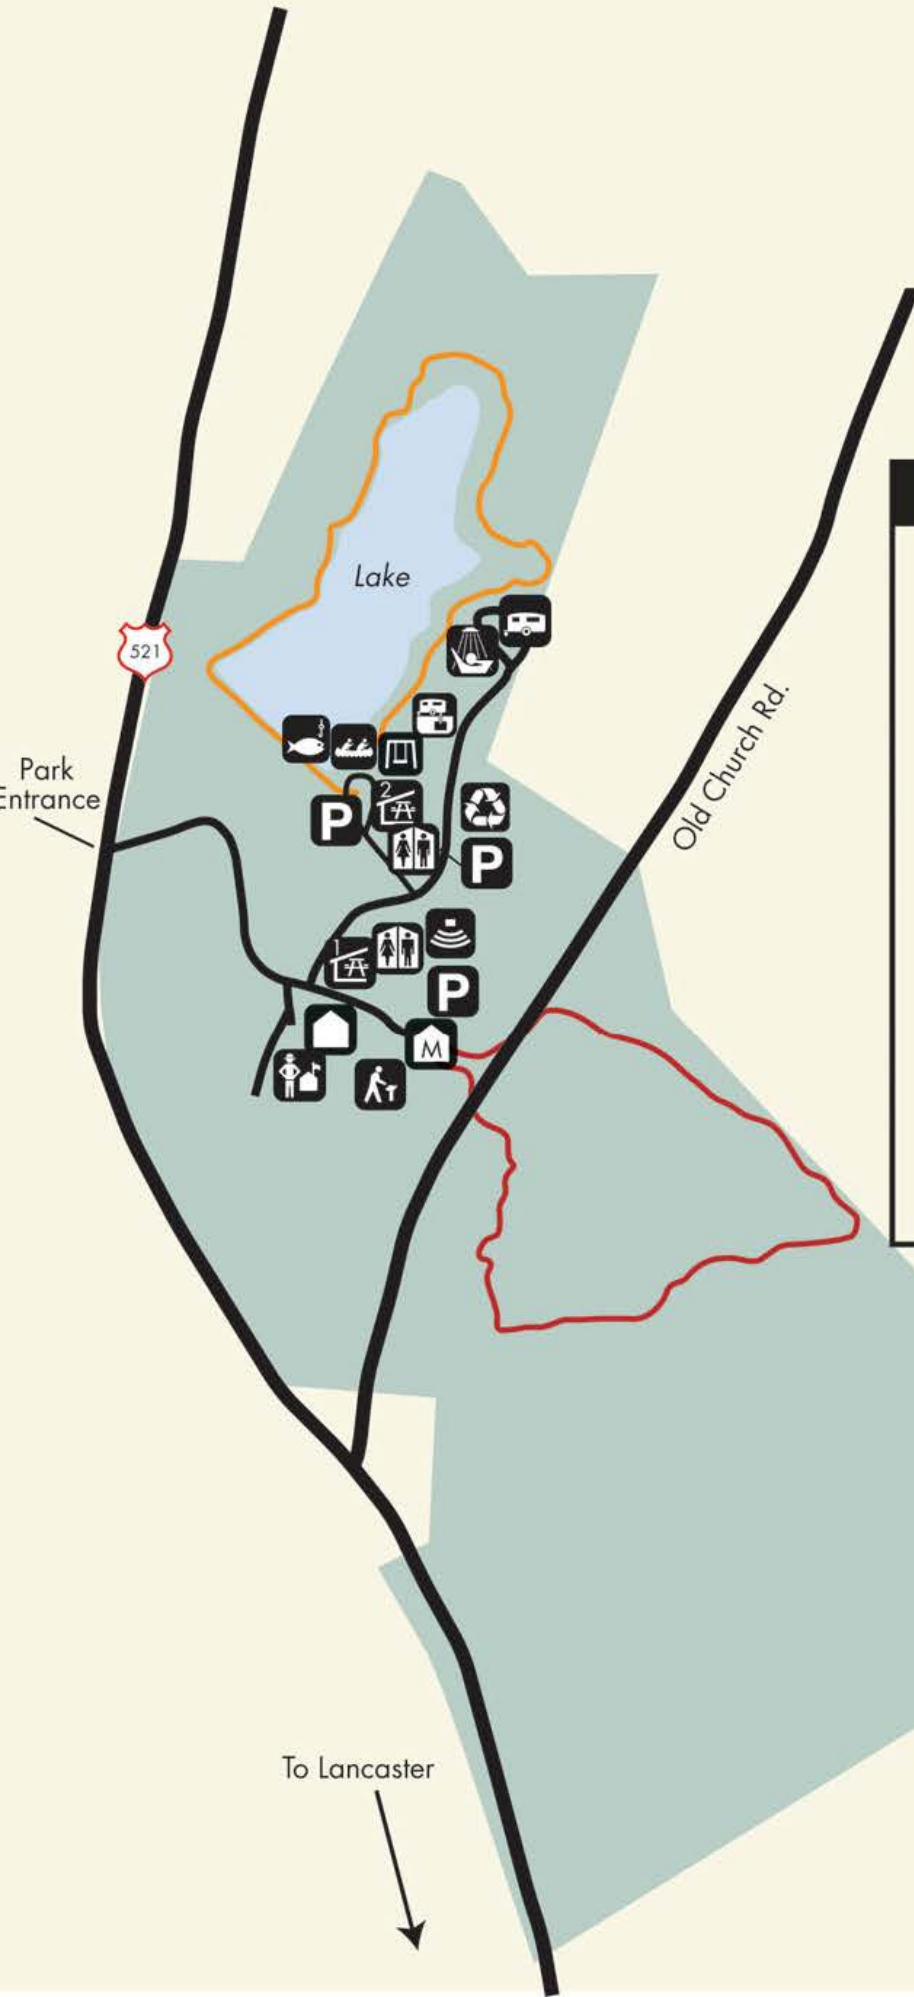 Lake
521
Park
Entrance
Old Church Rd.
2
P
P
1
P
M
To Lancaster